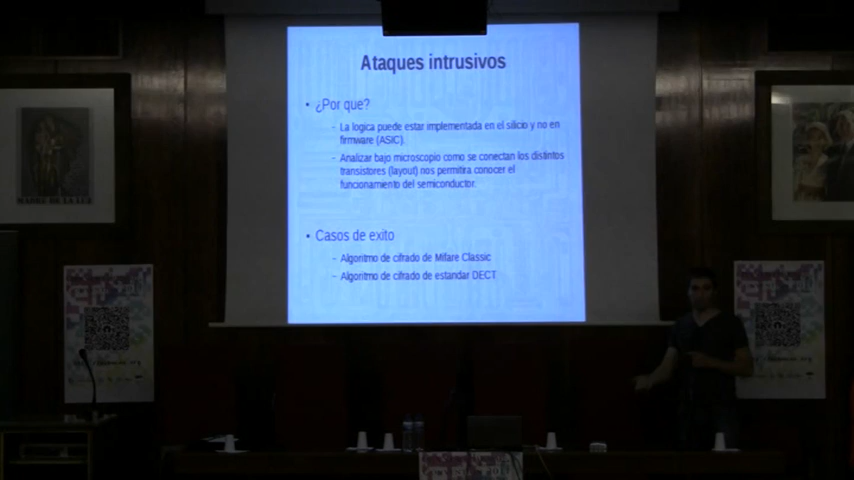 Ataques intrusivos
• ¿Por que?
- La logica puede estar implementada en el silicio y no en
firmware (ASIC).
- Analizar bajo microscopio como se conectan los distintos
transistores (layout) nos permitira conocer el
funcionamiento del semiconductor.
• Casos de exito
- Algoritmo de cifrado de Mifare Classic
- Algoritmo de cifrado de estandar DECT